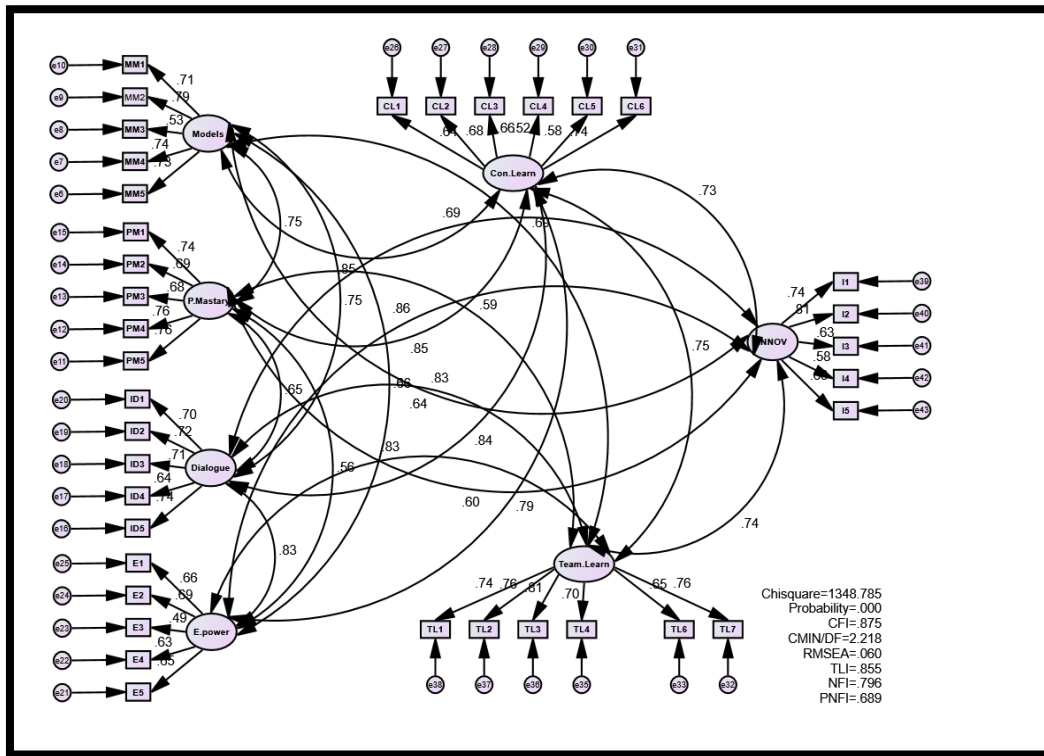 e10 MM1
.71
e9 MM2
.79
e8 MM3
.53
Models
e7 MM4
.74
.73
e6 MM5
e15 PM1
.74
e14 PM2
.69
e13 PM3
.68
P.Mastary
e12 PM4
.76
.76
e11 PM5
e20 ID1
.70
e19 ID2
.72
e18 ID3
.71
Dialogue
e17 ID4
.64
.74
e16 ID5
e25 E1
.66
e24 E2
.69
e23 E3
.49
E.power
e22 E4
.63
.65
e21 E5
e26 e27 e28 e29 e30 e31
CL1 CL2 CL3 CL4 CL5 CL6
.64 .68 .66 .52 .58 .74
Con.Learn
.73
.69
.69
.75
.85
.75
.86
.59
.85
.75
.66
.83
.64
.65
.84
.83
.56
.60
.79
.83
.74
I1 e39
.74
I2 e40
.81
NNOV
I3 e41
.63
I4 e42
.58
I5 e43
Team.Learn
.74 .76 .81 .70 .65 .76
TL1 TL2 TL3 TL4 TL6 TL7
e38 e37 e36 e35 e33 e32
Chisquare=1348.785
Probability=.000
CFI=.875
CMIN/DF=2.218
RMSEA=.060
TLI=.855
NFI=.796
PNFI=.689